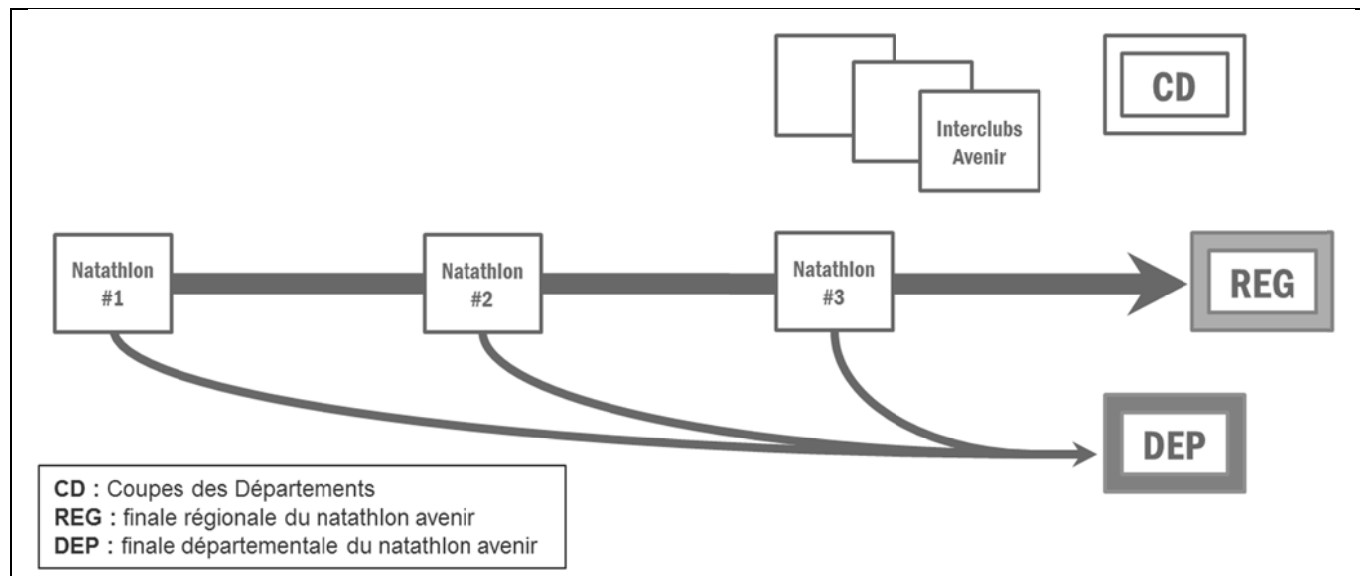 CD
Interclubs
Avenir
Natathlon
#1
Natathlon
#2
Natathlon
#3
REG
DEP
CD : Coupes des Départements
REG : finale régionale du natathlon avenir
DEP : finale départementale du natathlon avenir